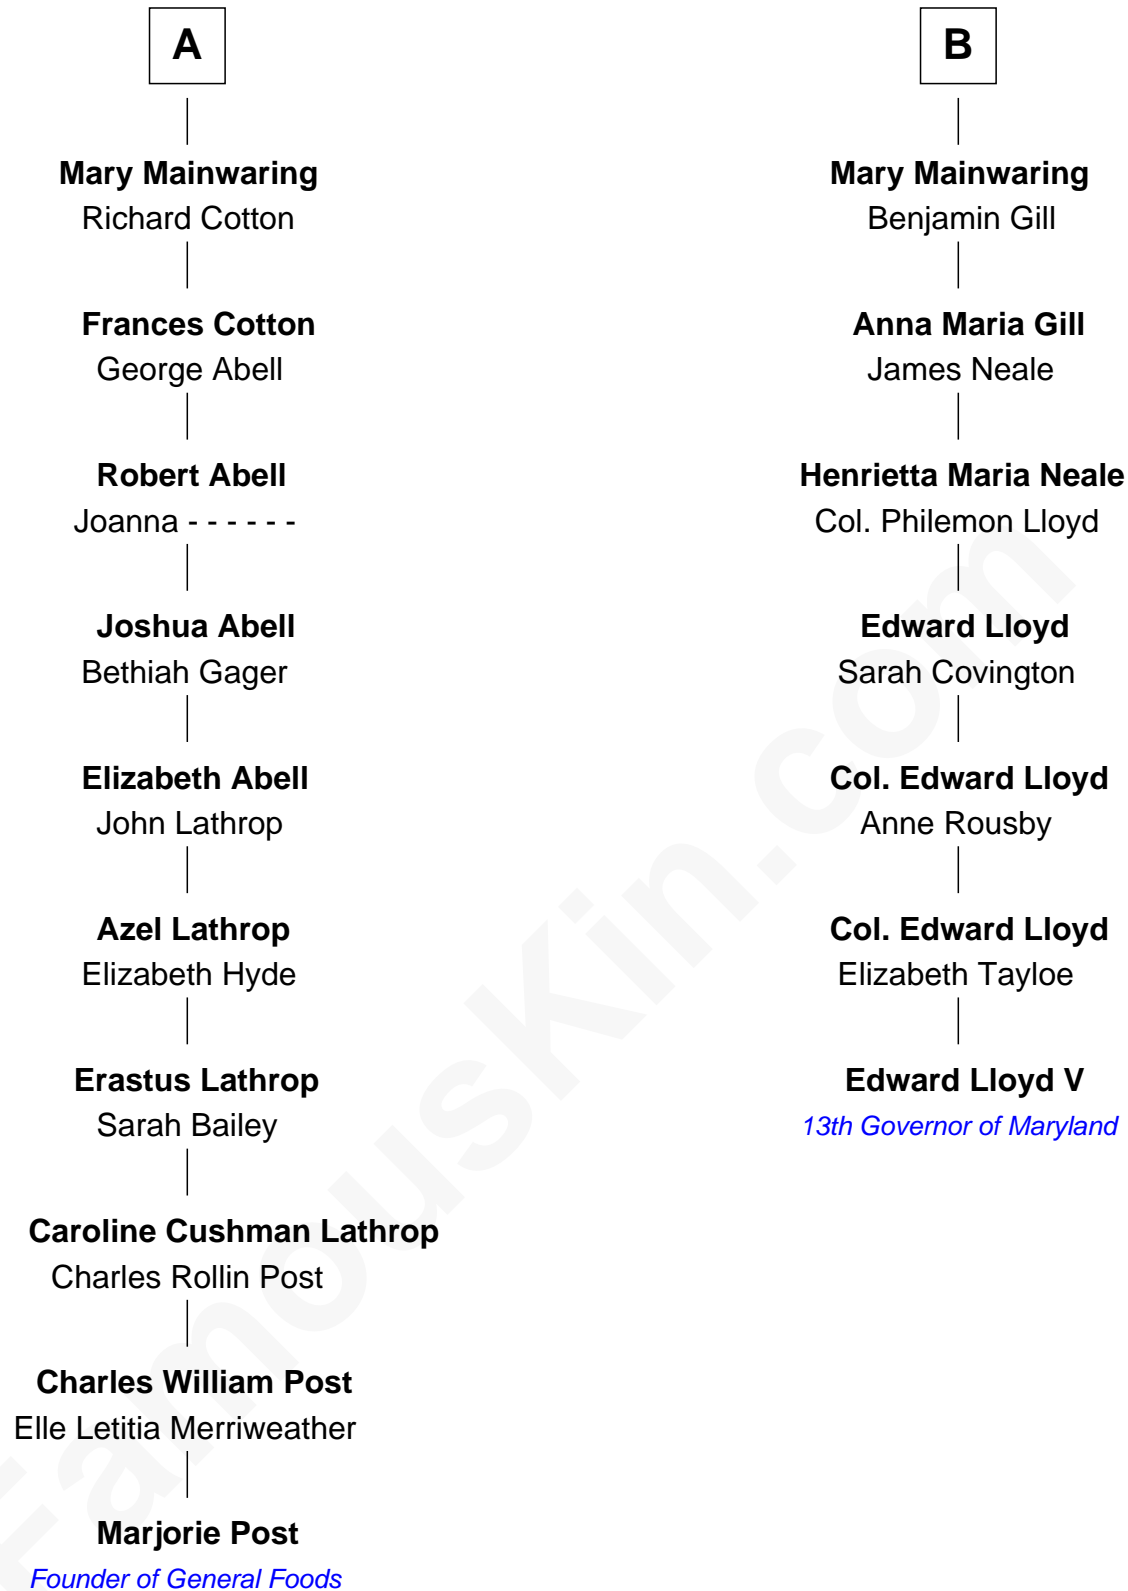 A
Mary Mainwaring
Richard Cotton
Frances Cotton
George Abell
Robert Abell
Joanna - - - - - -
Joshua Abell
Bethiah Gager
Elizabeth Abell
John Lathrop
Azel Lathrop
Elizabeth Hyde
Erastus Lathrop
Sarah Bailey
Caroline Cushman Lathrop
Charles Rollin Post
Charles William Post
Elle Letitia Merriweather
Marjorie Post
Founder of General Foods
B
Mary Mainwaring
Benjamin Gill
Anna Maria Gill
James Neale
Henrietta Maria Neale
Col. Philemon Lloyd
Edward Lloyd
Sarah Covington
Col. Edward Lloyd
Anne Rousby
Col. Edward Lloyd
Elizabeth Tayloe
Edward Lloyd V
13th Governor of Maryland
FamousKin.com